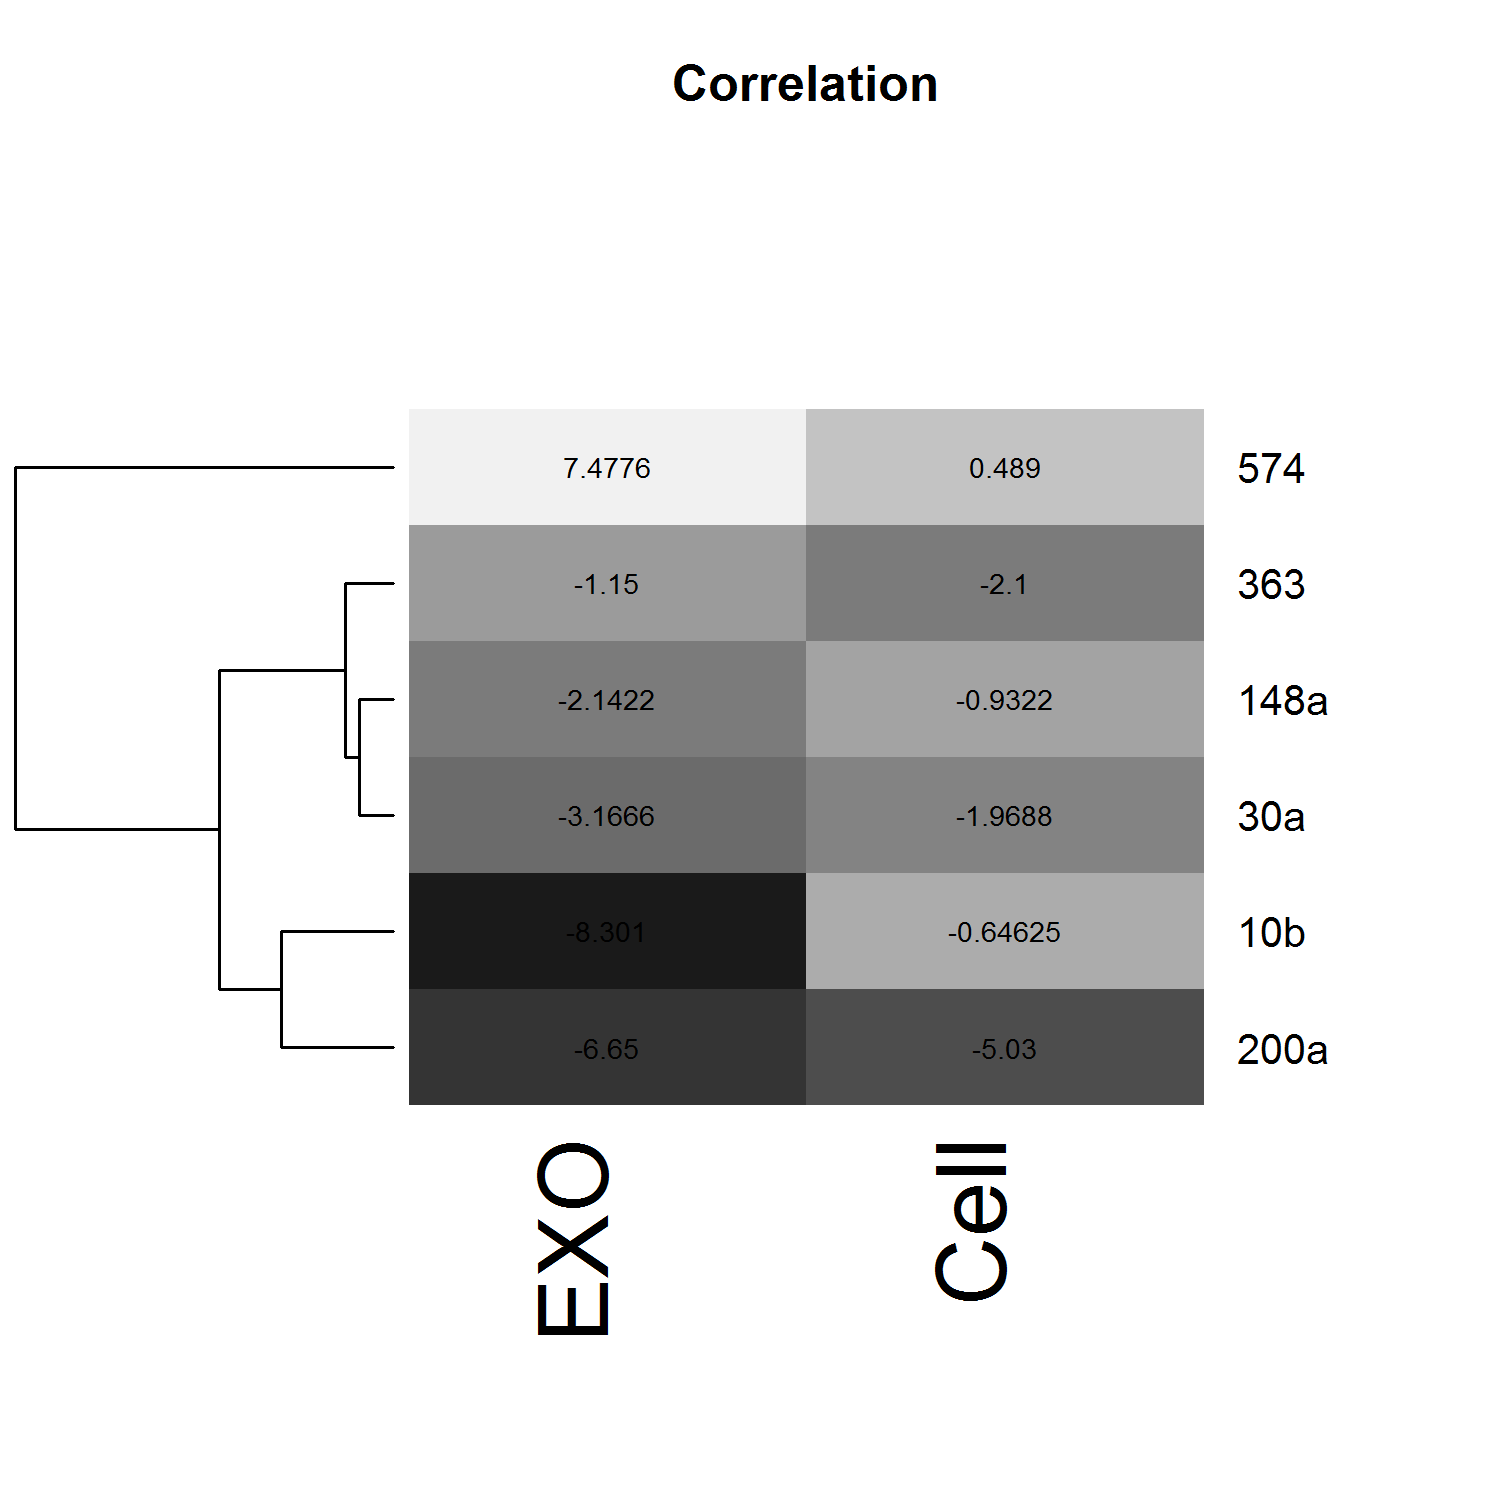 Correlation
7.4776 0.489 574
-1.15 -2.1 363
-2.1422 -0.9322 148a
-3.1666 -1.9688 30a
-8.301 -0.64625 10b
-6.65 -5.03 200a
EXO Cell